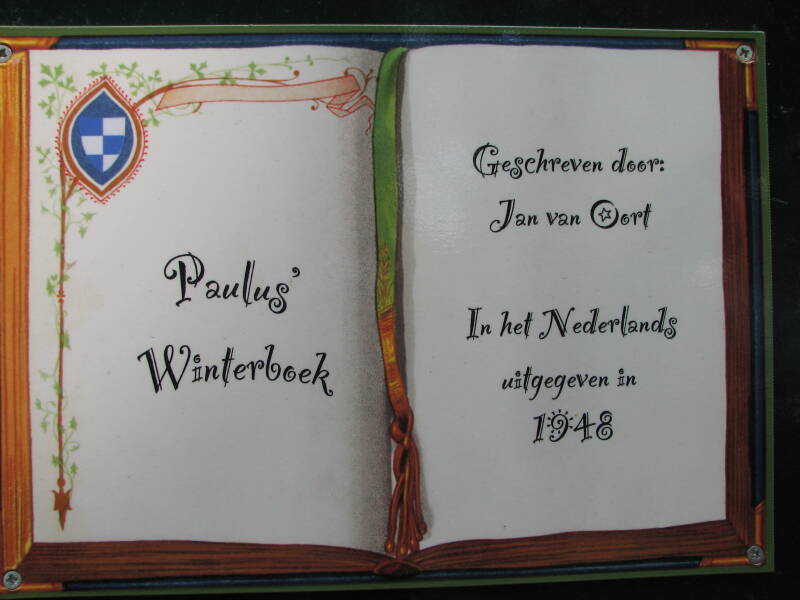 Paulus'
Winterboek
Geschreven door:
Jan van Oort
In het Nederlands
uitgegeven in
1948